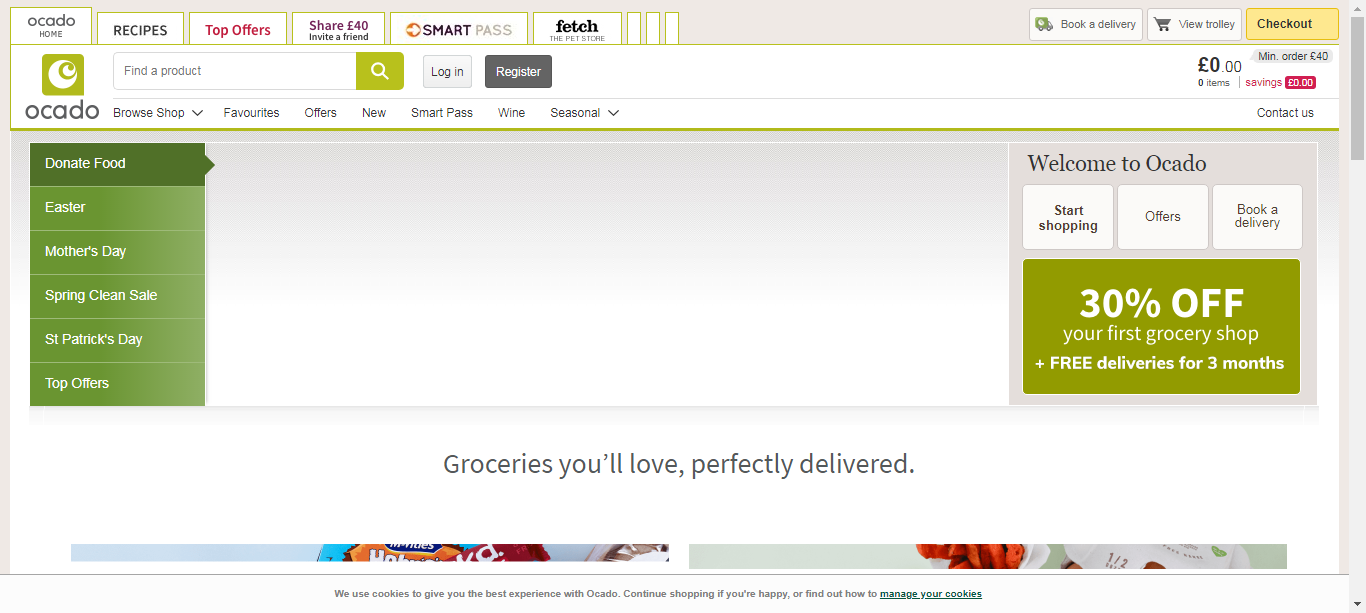 ocado
HOME
RECIPES
Top Offers
Share £40
Invite a friend
SMART PASS
fetch
THE PET STORE
Book a delivery
View trolley
Checkout
ocado
Find a product
Log in
Register
£0.00
Min. order £40
0 items
savings £0.00
Browse Shop
Favourites
Offers
New
Smart Pass
Wine
Seasonal
Contact us
Donate Food
Easter
Mother's Day
Spring Clean Sale
St Patrick's Day
Top Offers
Welcome to Ocado
Start
shopping
Offers
Book a
delivery
30% OFF
your first grocery shop
+ FREE deliveries for 3 months
Groceries you’ll love, perfectly delivered.
1/2
We use cookies to give you the best experience with Ocado. Continue shopping if you're happy, or find out how to manage your cookies